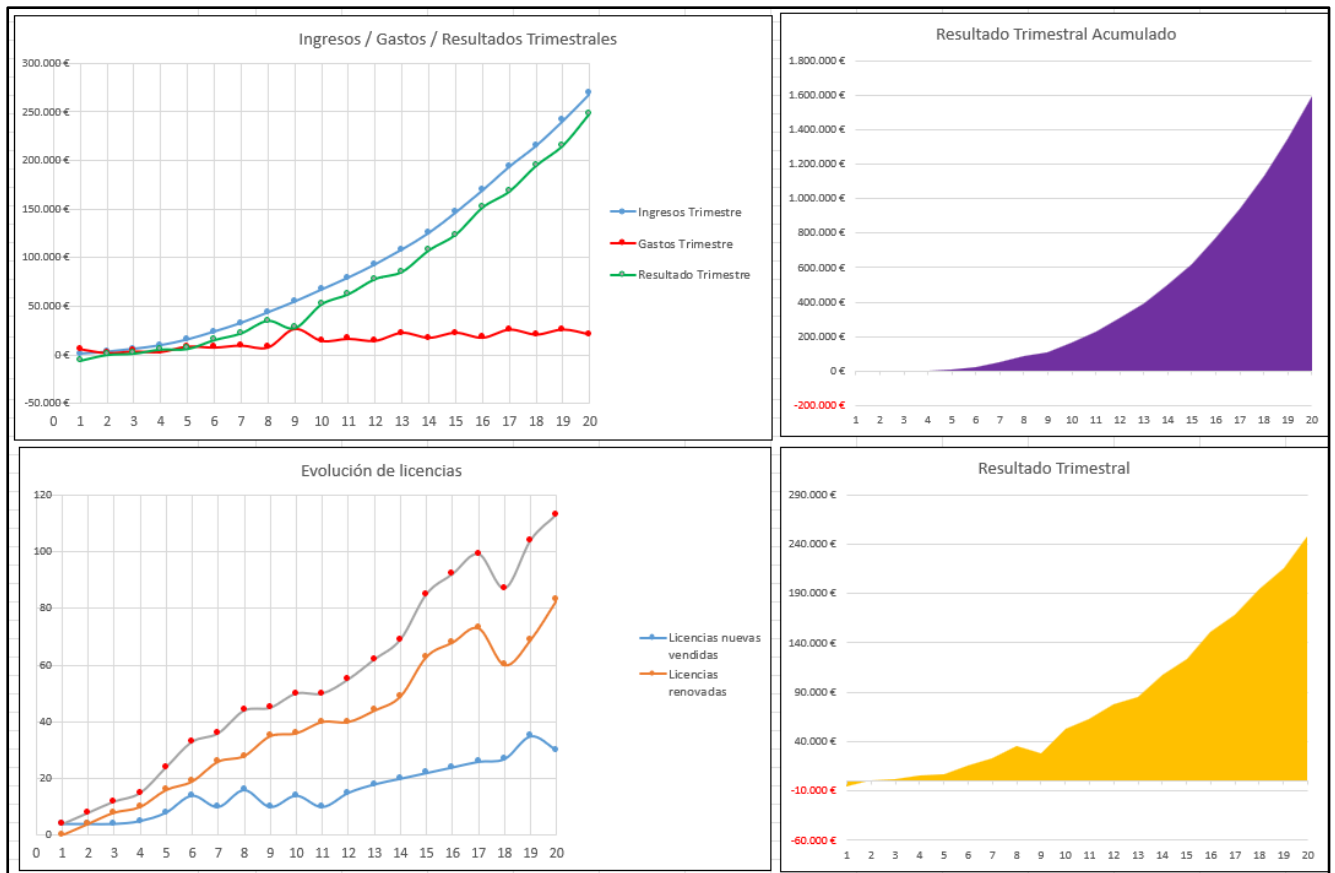 Ingresos / Gastos / Resultados Trimestrales
300.000 €
250.000 €
200.000 €
150.000 €
100.000 €
50.000 €
0 €
-50.000 €
0 1 2 3 4 5 6 7 8 9 10 11 12 13 14 15 16 17 18 19 20
Ingresos Trimestre
Gastos Trimestre
Resultado Trimestre
Resultado Trimestral Acumulado
1.800.000 €
1.600.000 €
1.400.000 €
1.200.000 €
1.000.000 €
800.000 €
600.000 €
400.000 €
200.000 €
0 €
-200.000 €
1 2 3 4 5 6 7 8 9 10 11 12 13 14 15 16 17 18 19 20
Evolución de licencias
120
100
80
60
40
20
0
0 1 2 3 4 5 6 7 8 9 10 11 12 13 14 15 16 17 18 19 20
Licencias nuevas
vendidas
Licencias
renovadas
Resultado Trimestral
290.000 €
240.000 €
190.000 €
140.000 €
90.000 €
40.000 €
-10.000 €
-60.000 €
1 2 3 4 5 6 7 8 9 10 11 12 13 14 15 16 17 18 19 20